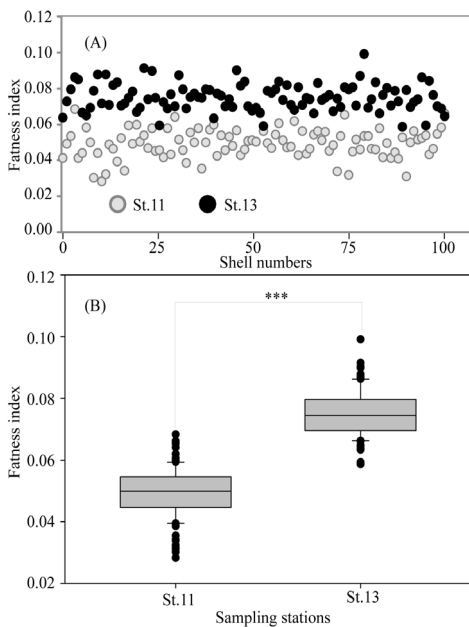 0.12
(A)
0.10
0.08
0.06
0.04
0.02
0.00
Fatness index
St.11 St.13
0 25 50 75 100
Shell numbers
0.12
(B)
***
0.10
0.08
0.06
0.04
0.02
Fatness index
St.11 St.13
Sampling stations